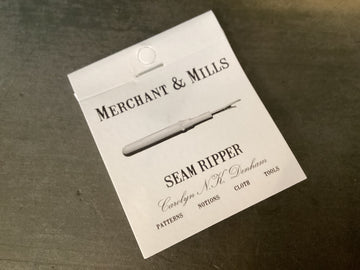 MERCHANT & MILLS
SEAM RIPPER
Carolyn N.K. Denham
PATTERNS NOTIONS CLOTH TOOLS